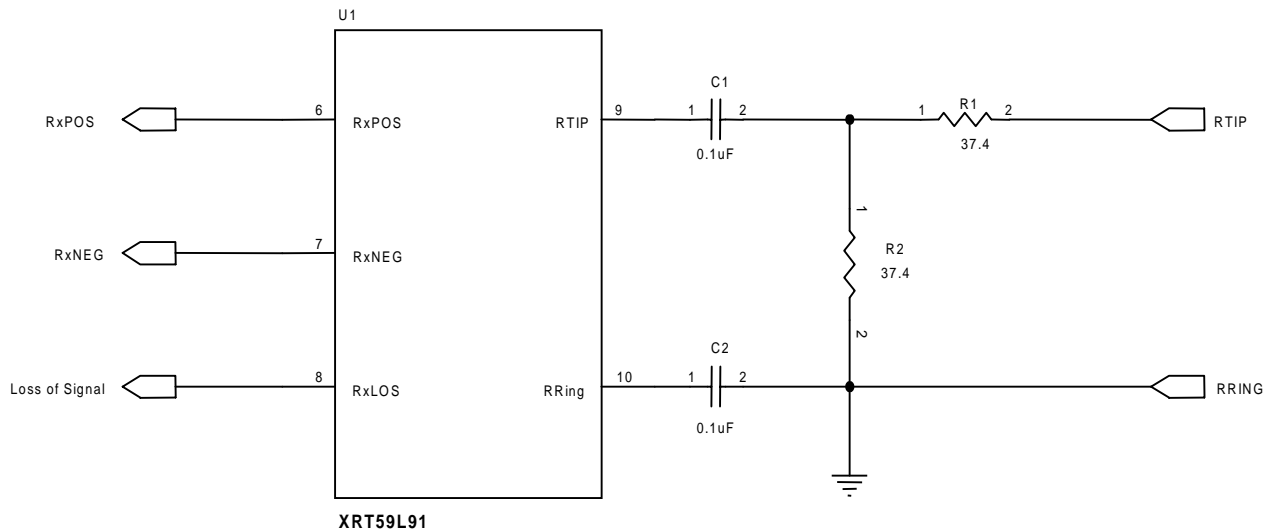 U1
C1
1 2
0.1uF
R1
1 2
37.4
RxPOS
6
RxPOS
RTIP
9
RTIP
1
R2
37.4
2
RxNEG
7
RxNEG
C2
1 2
0.1uF
Loss of Signal
8
RxLOS
RRing
10
RRING
XRT59L91